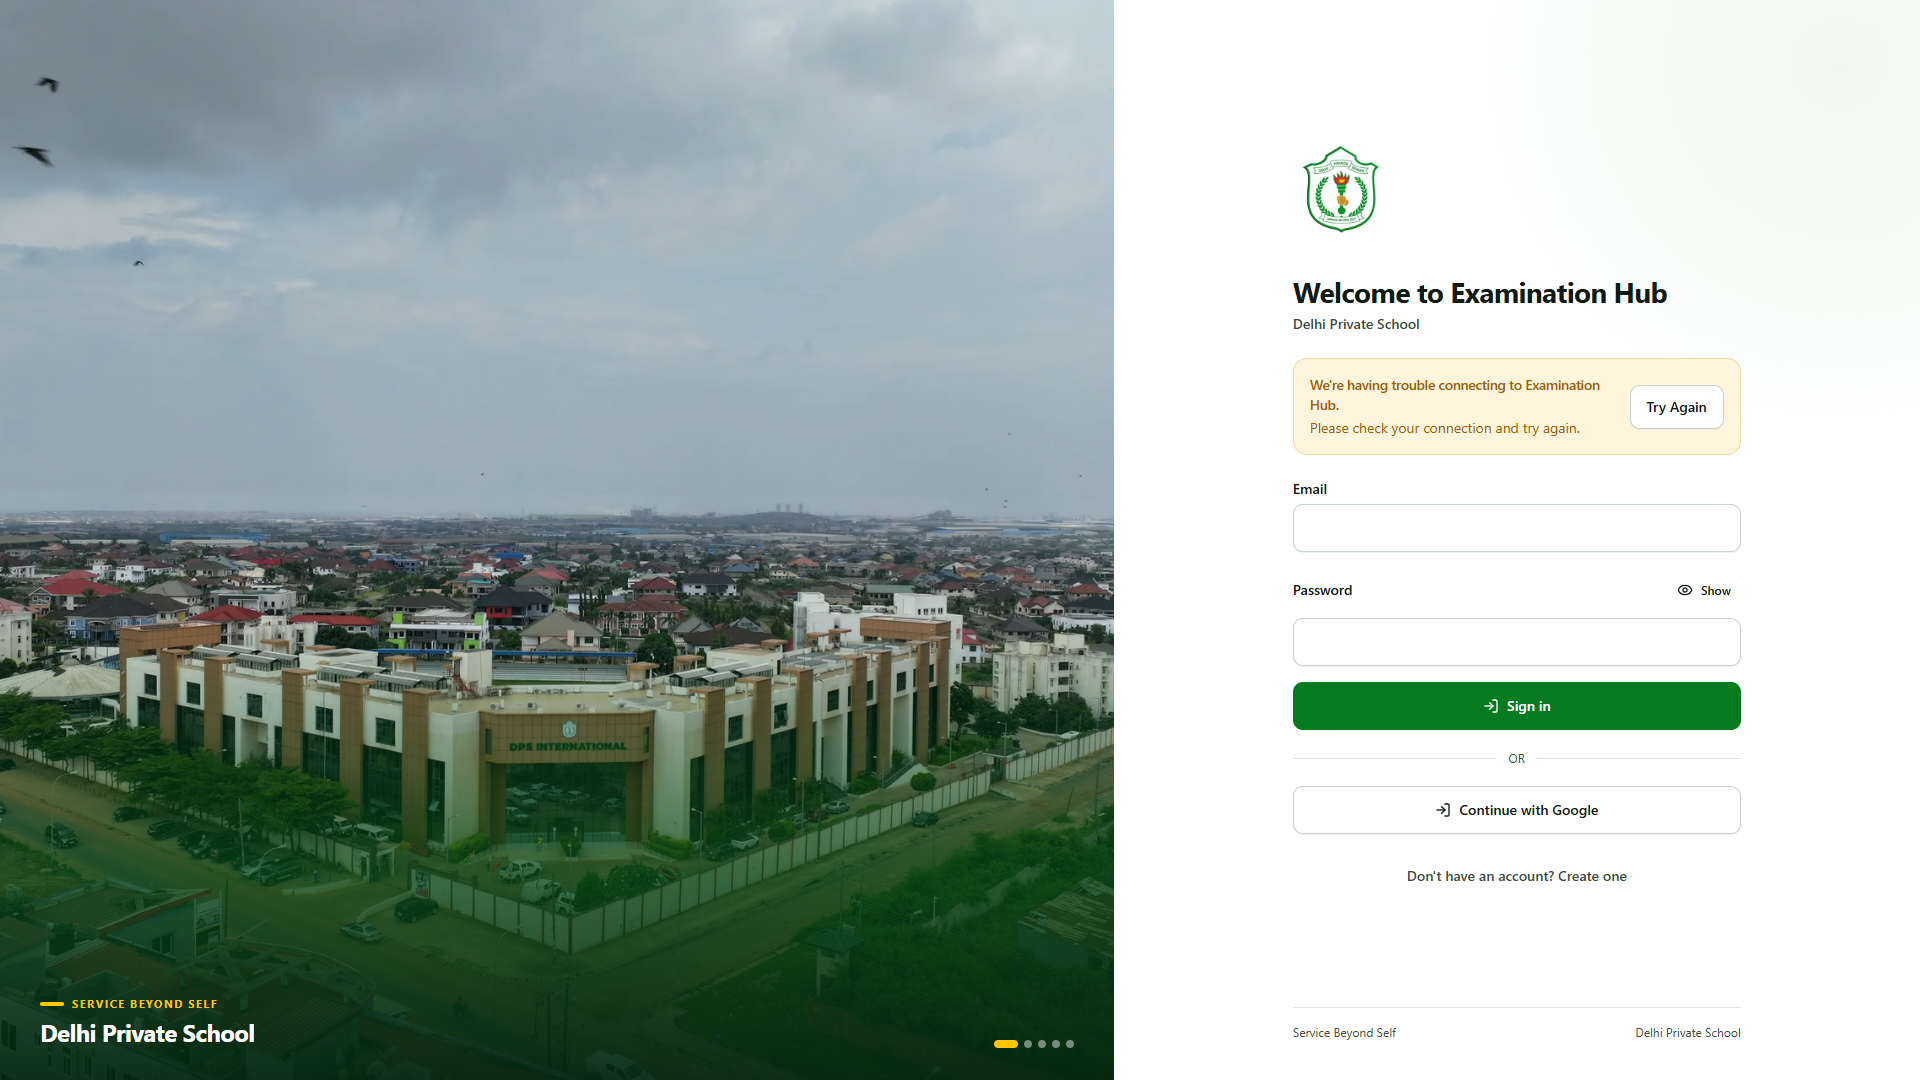 DPS INTERNATIONAL
SERVICE BEYOND SELF
Delhi Private School
Welcome to Examination Hub
Delhi Private School
We're having trouble connecting to Examination
Hub.
Please check your connection and try again.
Try Again
Email
Password
Show
Sign in
OR
Continue with Google
Don't have an account? Create one
Service Beyond Self
Delhi Private School